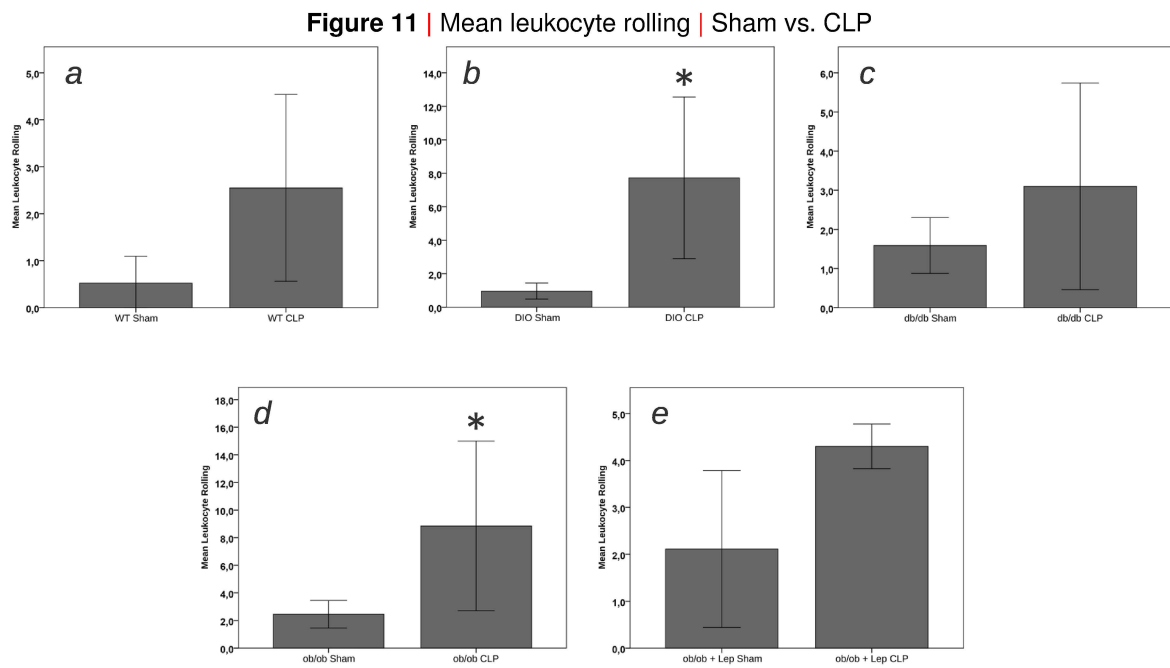 Figure 11 | Mean leukocyte rolling | Sham vs. CLP
a
5,0
4,0
3,0
2,0
1,0
0,0
Mean Leukocyte Rolling
WT Sham
WT CLP
b
*
14,0
12,0
10,0
8,0
6,0
4,0
2,0
0,0
Mean Leukocyte Rolling
DIO Sham
DIO CLP
c
6,0
5,0
4,0
3,0
2,0
1,0
0,0
Mean Leukocyte Rolling
db/db Sham
db/db CLP
d
*
18,0
16,0
14,0
12,0
10,0
8,0
6,0
4,0
2,0
0,0
Mean Leukocyte Rolling
ob/ob Sham
ob/ob CLP
e
5,0
4,0
3,0
2,0
1,0
0,0
Mean Leukocyte Rolling
ob/ob + Lep Sham
ob/ob + Lep CLP